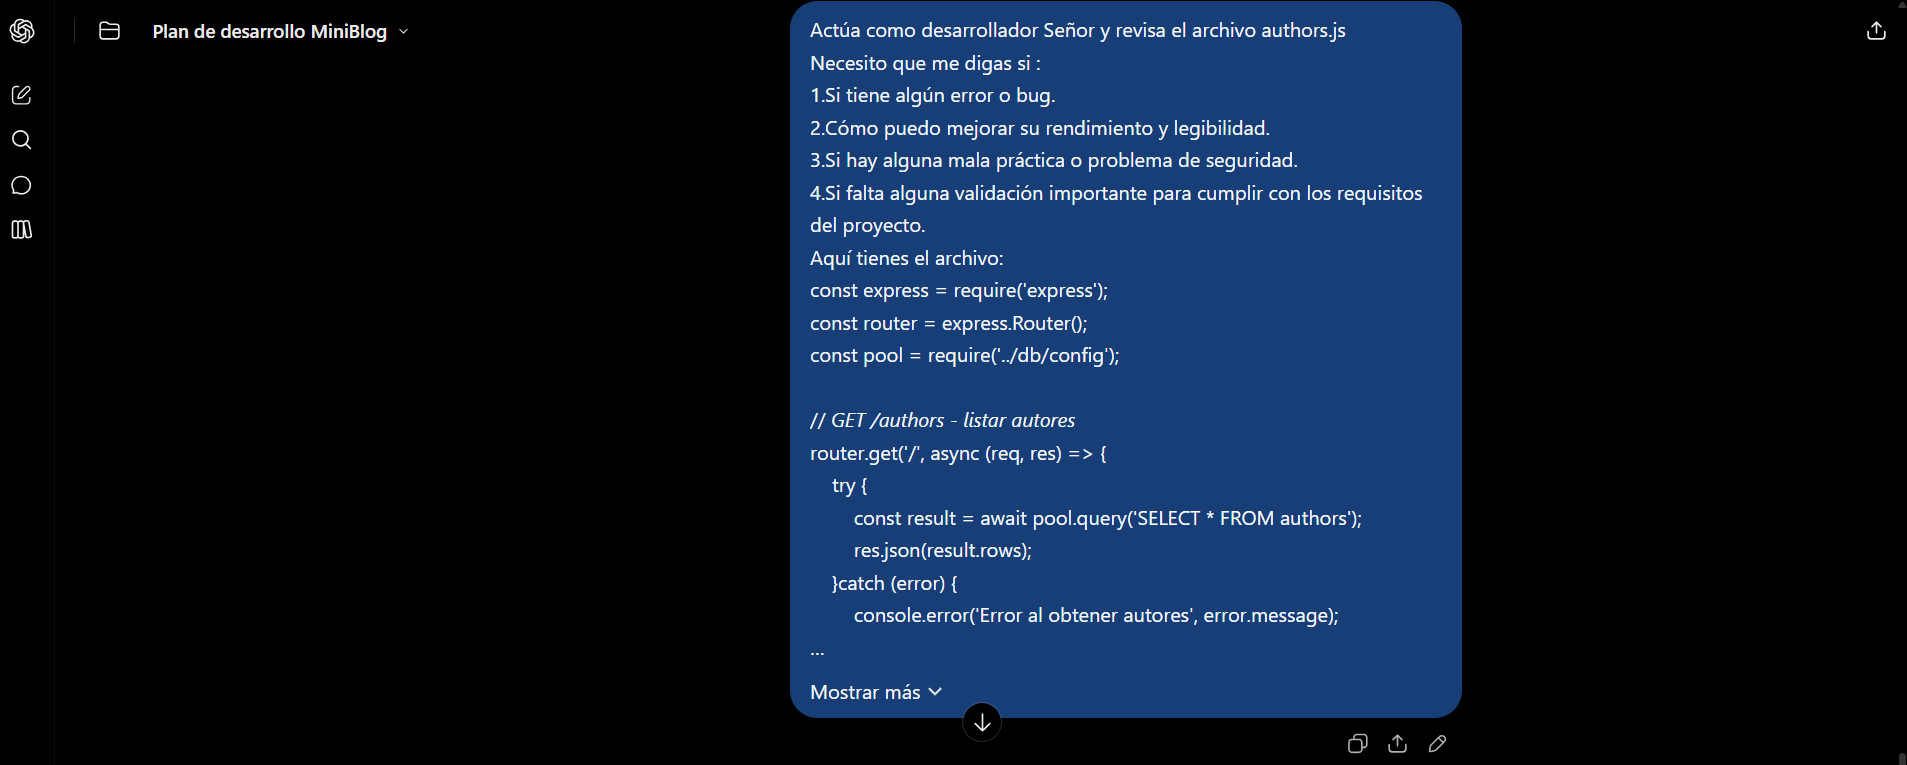 Plan de desarrollo MiniBlog
Actúa como desarrollador Señor y revisa el archivo authors.js
Necesito que me digas si :
1.Si tiene algún error o bug.
2.Cómo puedo mejorar su rendimiento y legibilidad.
3.Si hay alguna mala práctica o problema de seguridad.
4.Si falta alguna validación importante para cumplir con los requisitos
del proyecto.
Aquí tienes el archivo:
const express = require('express');
const router = express.Router();
const pool = require('../db/config');
// GET /authors - listar autores
router.get('/', async (req, res) => {
try {
const result = await pool.query('SELECT * FROM authors');
res.json(result.rows);
}catch (error) {
console.error('Error al obtener autores', error.message);
...
Mostrar más